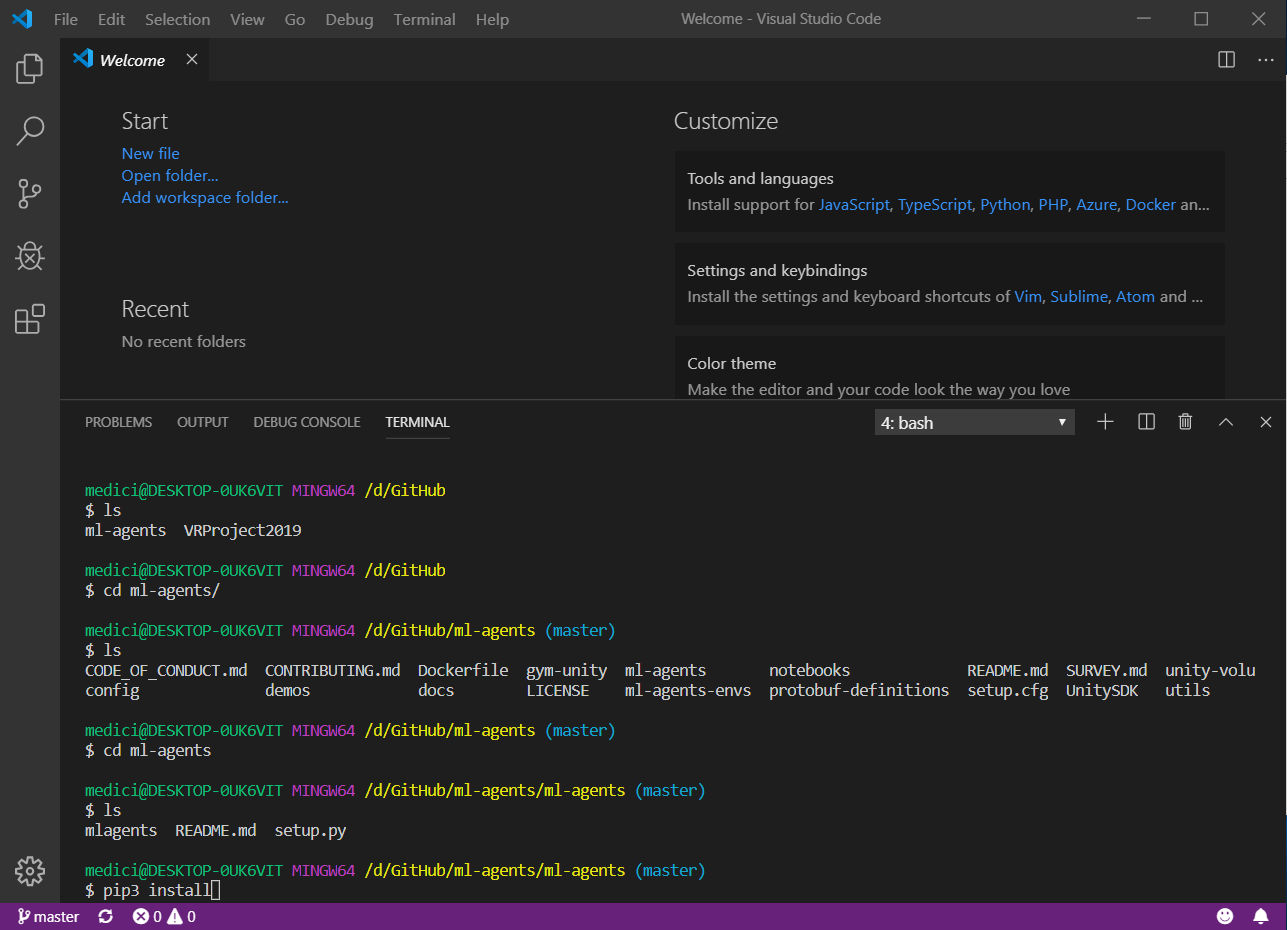 File Edit Selection View Go Debug Terminal Help Welcome - Visual Studio Code
Welcome
Start
New file
Open folder...
Add workspace folder...
Recent
No recent folders
Customize
Tools and languages
Install support for JavaScript, TypeScript, Python, PHP, Azure, Docker an...
Settings and keybindings
Install the settings and keyboard shortcuts of Vim, Sublime, Atom and ...
Color theme
Make the editor and your code look the way you love
PROBLEMS OUTPUT DEBUG CONSOLE TERMINAL 4: bash
medici@DESKTOP-0UK6VIT MINGW64 /d/GitHub
$ ls
ml-agents VRProject2019
medici@DESKTOP-0UK6VIT MINGW64 /d/GitHub
$ cd ml-agents/
medici@DESKTOP-0UK6VIT MINGW64 /d/GitHub/ml-agents (master)
$ ls
CODE_OF_CONDUCT.md CONTRIBUTING.md Dockerfile gym-unity ml-agents notebooks README.md SURVEY.md unity-volu
config demos docs LICENSE ml-agents-envs protobuf-definitions setup.cfg UnitySDK utils
medici@DESKTOP-0UK6VIT MINGW64 /d/GitHub/ml-agents (master)
$ cd ml-agents
medici@DESKTOP-0UK6VIT MINGW64 /d/GitHub/ml-agents/ml-agents (master)
$ ls
mlagents README.md setup.py
medici@DESKTOP-0UK6VIT MINGW64 /d/GitHub/ml-agents/ml-agents (master)
$ pip3 install
master 0 0